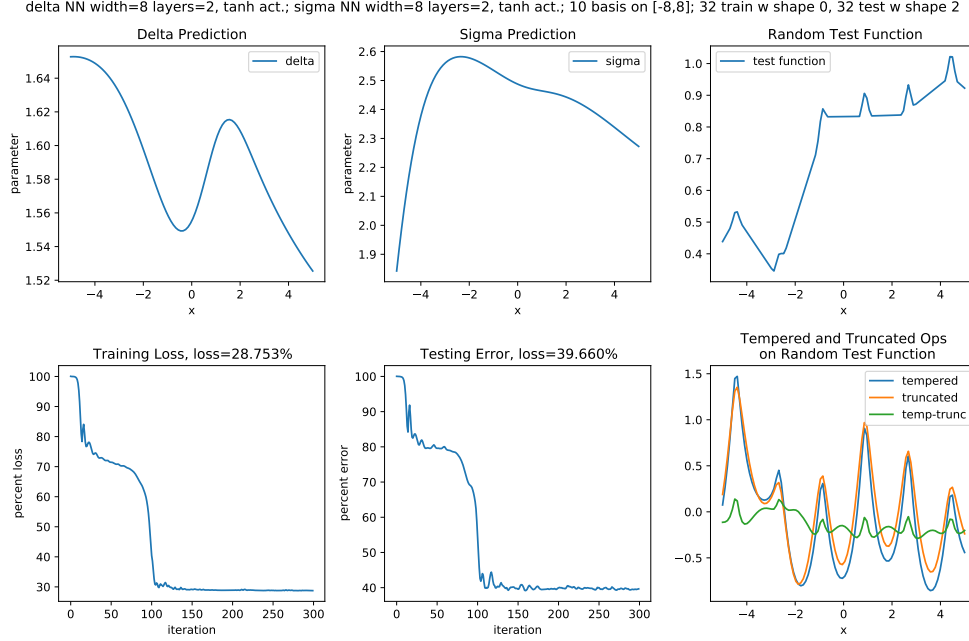 delta NN width=8 layers=2, tanh act.; sigma NN width=8 layers=2, tanh act.; 10 basis on [-8,8]; 32 train w shape 0, 32 test w shape 2
Delta Prediction
delta
parameter
1.64
1.62
1.60
1.58
1.56
1.54
1.52
−4 −2 0 2 4
x
Sigma Prediction
sigma
parameter
2.6
2.5
2.4
2.3
2.2
2.1
2.0
1.9
−4 −2 0 2 4
x
Random Test Function
test function
1.0
0.9
0.8
0.7
0.6
0.5
0.4
−4 −2 0 2 4
x
Training Loss, loss=28.753%
percent loss
100
90
80
70
60
50
40
30
0 50 100 150 200 250 300
iteration
Testing Error, loss=39.660%
percent error
100
90
80
70
60
50
40
0 50 100 150 200 250 300
iteration
Tempered and Truncated Ops
on Random Test Function
tempered
truncated
temp-trunc
1.5
1.0
0.5
0.0
−0.5
−4 −2 0 2 4
x